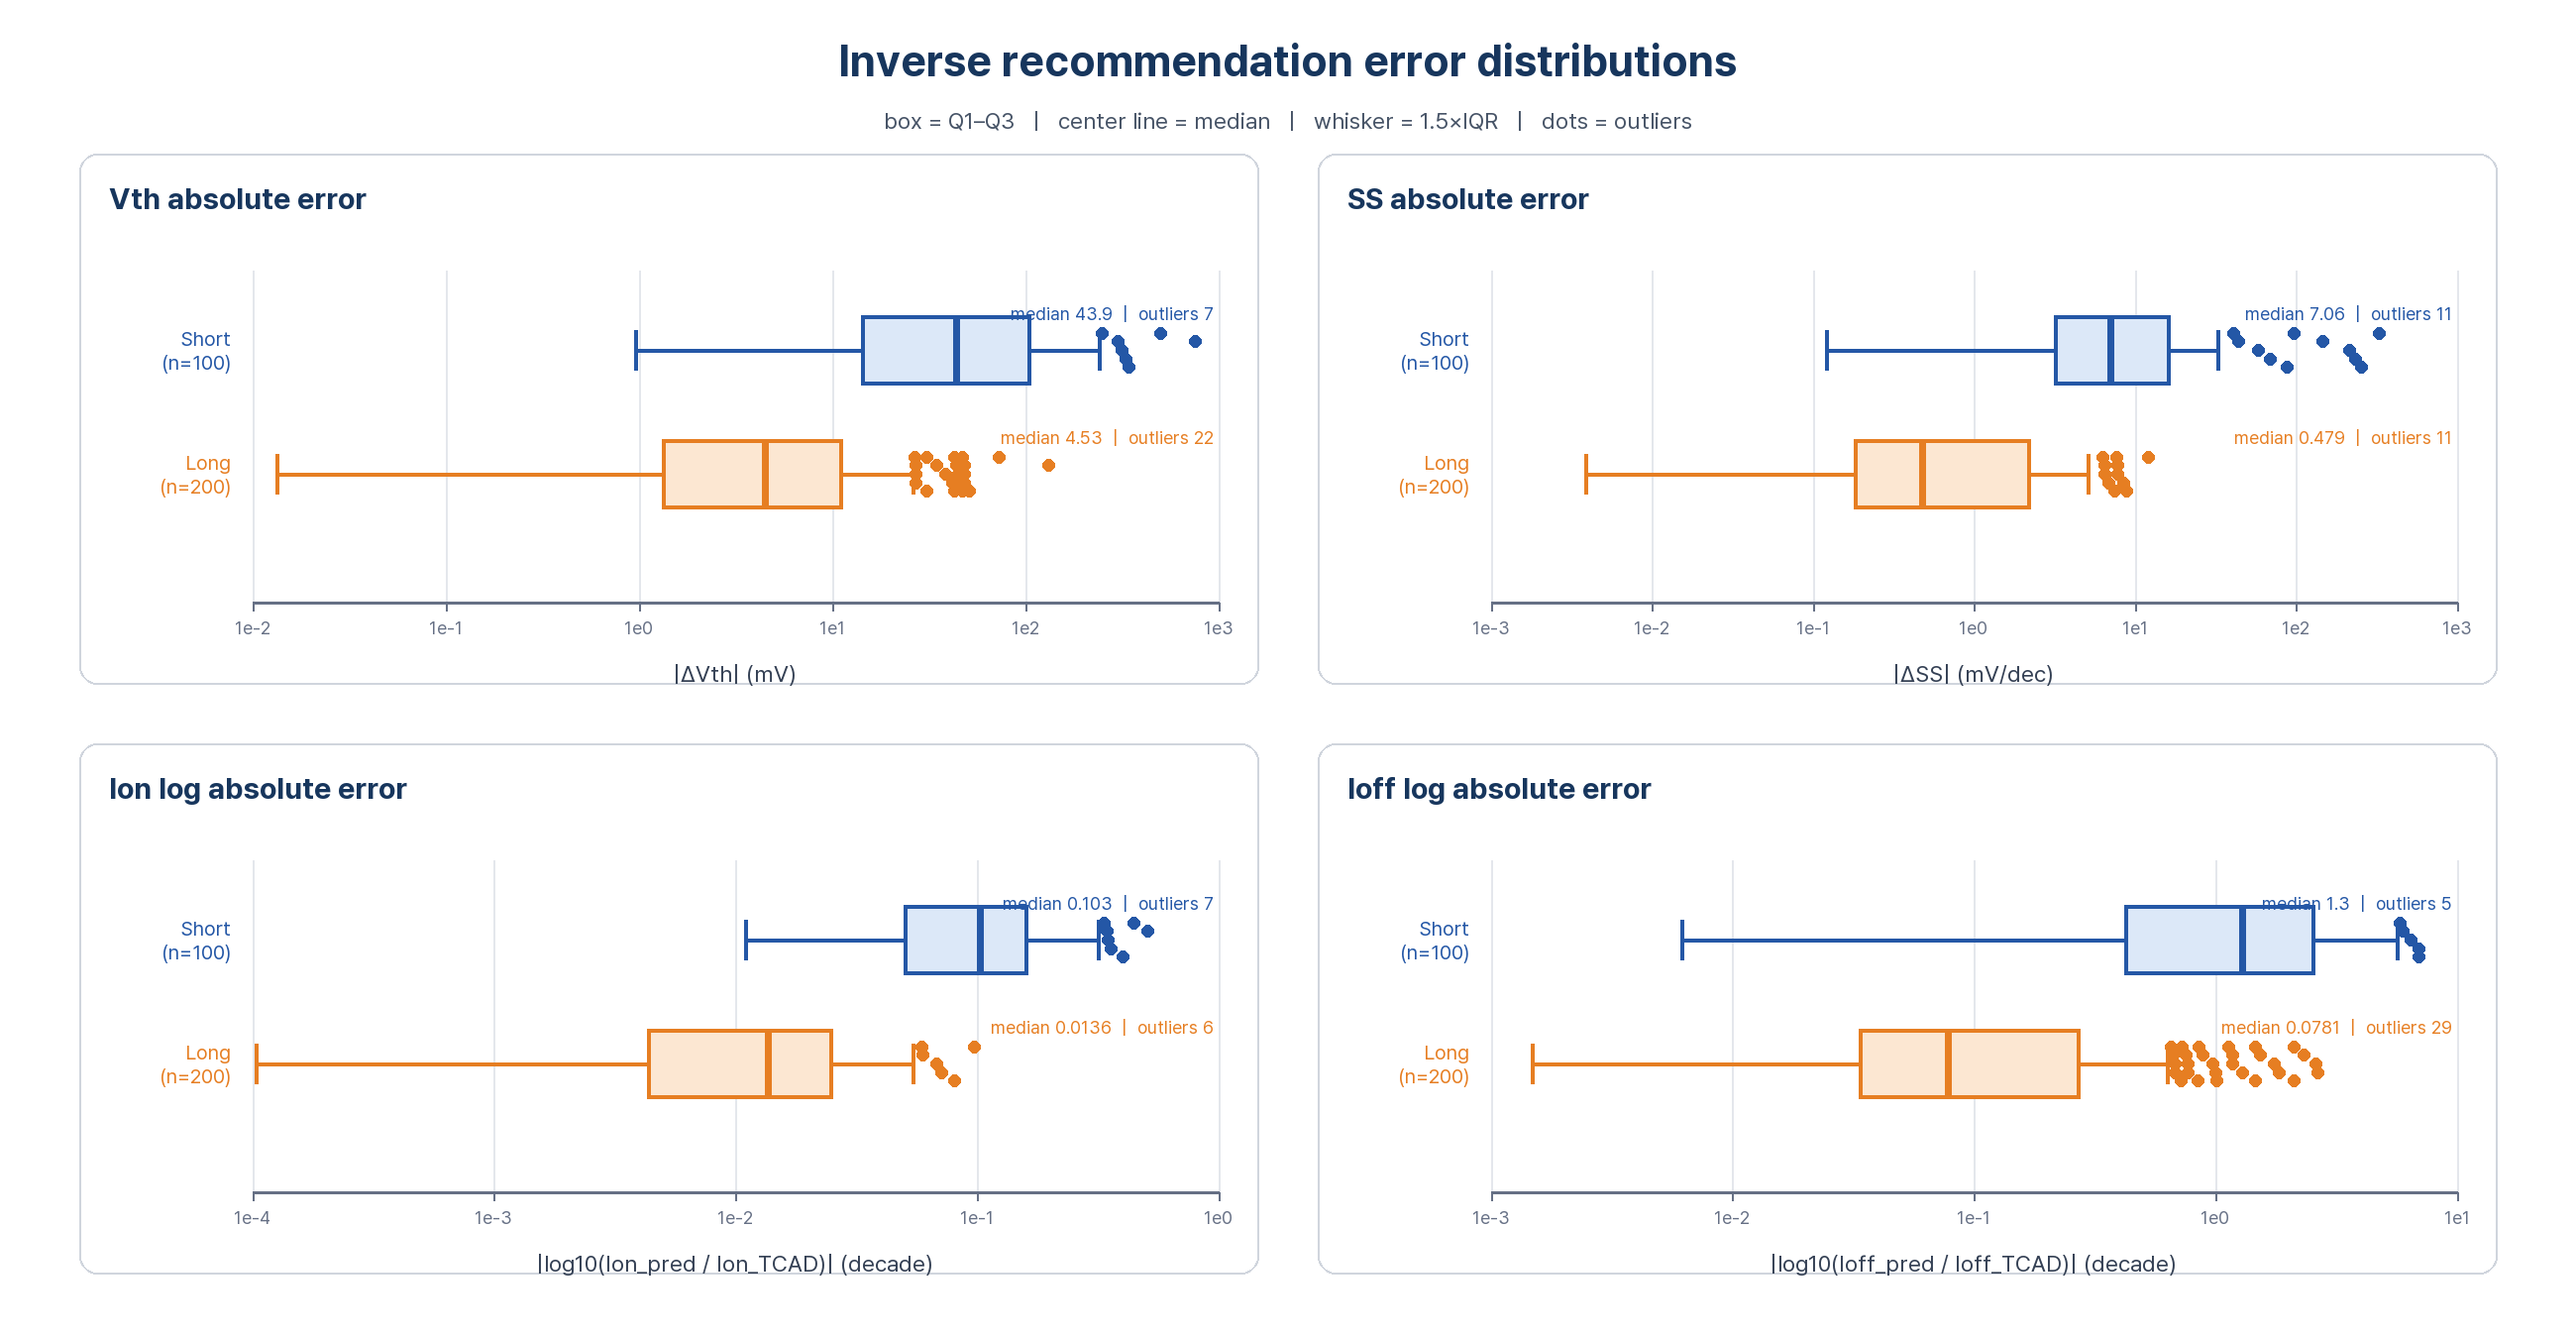 Inverse recommendation error distributions
box = Q1–Q3 | center line = median | whisker = 1.5×IQR | dots = outliers
Vth absolute error
median 43.9 | outliers 7
Short
(n=100)
median 4.53 | outliers 22
Long
(n=200)
1e-2 1e-1 1e0 1e1 1e2 1e3
|ΔVth| (mV)
SS absolute error
median 7.06 | outliers 11
Short
(n=100)
median 0.479 | outliers 11
Long
(n=200)
1e-3 1e-2 1e-1 1e0 1e1 1e2 1e3
|ΔSS| (mV/dec)
Ion log absolute error
median 0.103 | outliers 7
Short
(n=100)
median 0.0136 | outliers 6
Long
(n=200)
1e-4 1e-3 1e-2 1e-1 1e0
|log10(Ion_pred / Ion_TCAD)| (decade)
Ioff log absolute error
median 1.3 | outliers 5
Short
(n=100)
median 0.0781 | outliers 29
Long
(n=200)
1e-3 1e-2 1e-1 1e0 1e1
|log10(Ioff_pred / Ioff_TCAD)| (decade)